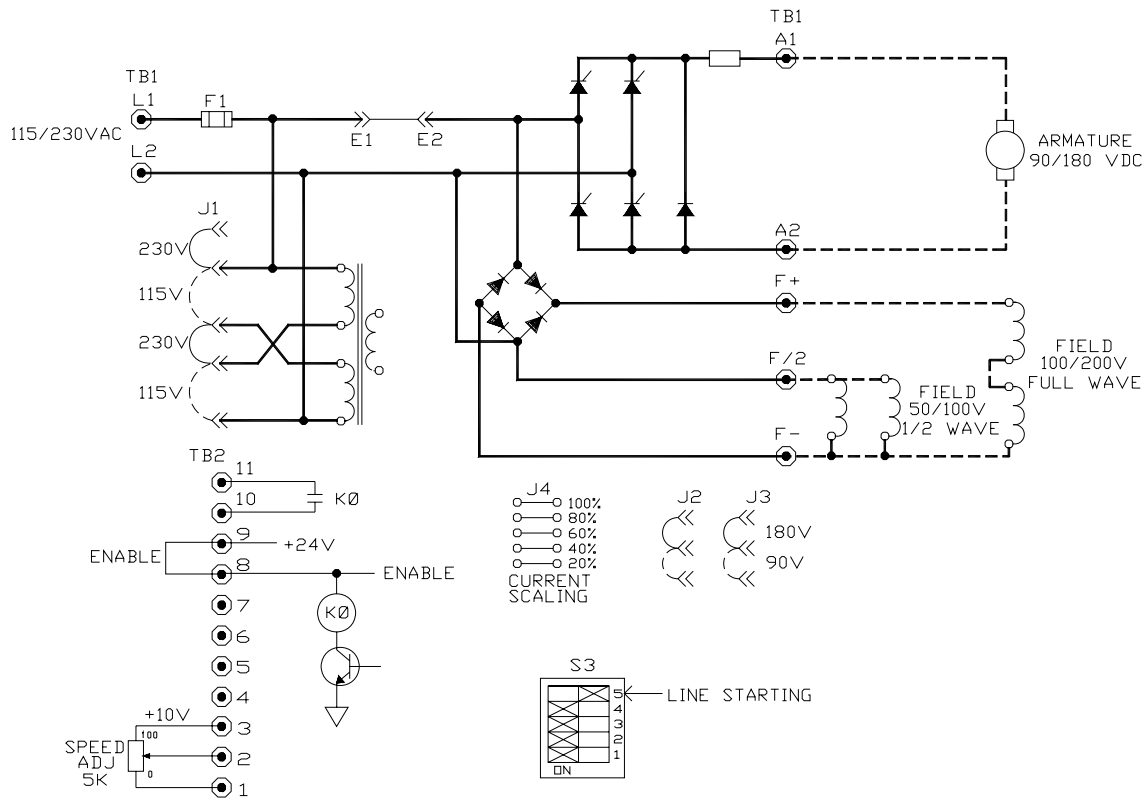 TB1
A1
TB1
L1
F1
115/230VAC
E1
E2
L2
ARMATURE
90/180 VDC
J1
A2
230V
115V
230V
115V
F+
F/2
F-
FIELD
100/200V
FULL WAVE
FIELD
50/100V
1/2 WAVE
TB2
11
10
KØ
9
+24V
ENABLE
8
ENABLE
7
KØ
6
5
4
3
+10V
100
SPEED
ADJ
5K
0
2
1
J4
100%
80%
60%
40%
20%
CURRENT
SCALING
J2
J3
180V
90V
S3
5
LINE STARTING
4
3
2
1
ON